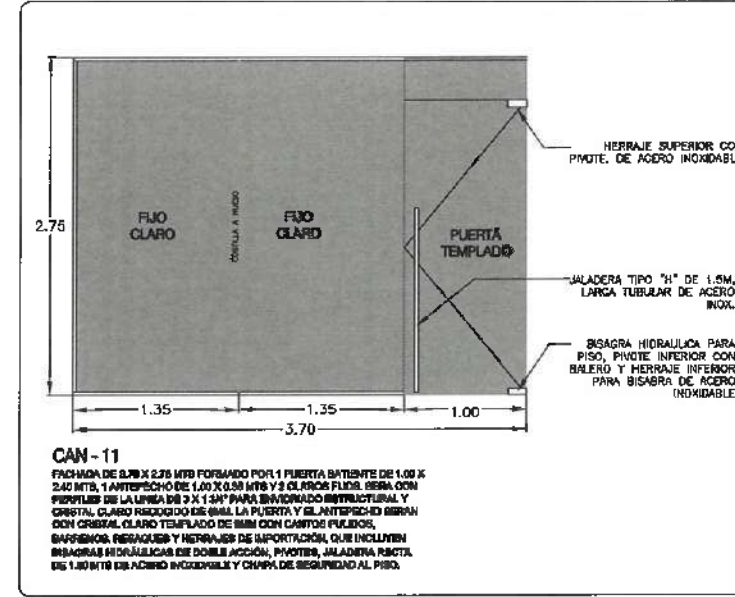 2.75
FIJO
CLARO
COSTILLA A HUESO
FIJO
CLARO
PUERTA
TEMPLADO
HERRAJE SUPERIOR CO
PIVOTE, DE ACERO INOXIDABL
JALADERA TIPO "H" DE 1.5M,
LARGA TUBULAR DE ACERO
INOX.
BISAGRA HIDRAULICA PARA
PISO, PIVOTE INFERIOR CON
BALERO Y HERRAJE INFERIOR
PARA BISAGRA DE ACERO
INOXIDABLE
1.35
1.35
1.00
3.70
CAN - 11
FACHADA DE 3.70 X 2.75 MTS FORMADO POR 1 PUERTA BATIENTE DE 1.00 X
2.40 MTS, 1 ANTEPECHO DE 1.00 X 0.35 MTS Y 2 CLAROS FIJOS. SERA CON
PERFILES DE LA LINEA DE 3 X 1 3/4" PARA ENVIDRIADO ESTRUCTURAL Y
CRISTAL CLARO RECOCIDO DE 6MM. LA PUERTA Y EL ANTEPECHO SERAN
CON CRISTAL CLARO TEMPLADO DE 9MM CON CANTOS PULIDOS,
BARRENOS, RESAQUES Y HERRAJES DE IMPORTACIÓN, QUE INCLUYEN
BISAGRAS HIDRÁULICAS DE DOBLE ACCIÓN, PIVOTES, JALADERA RECTA
DE 1.50 MTS DE ACERO INOXIDABLE Y CHAPA DE SEGURIDAD AL PISO.